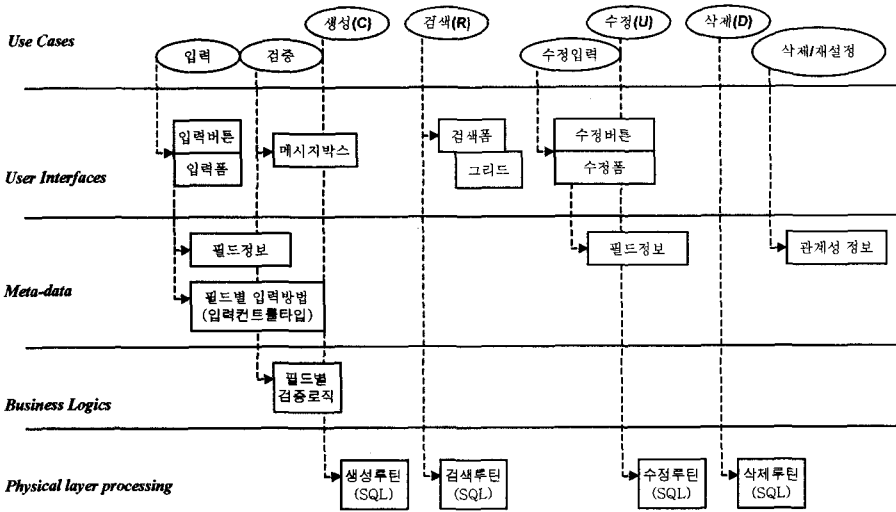 생성(C)
검색(R)
수정(U)
삭제(D)
Use Cases
입력
검증
수정입력
삭제/재설정
입력버튼
입력폼
메시지박스
검색폼
그리드
수정버튼
수정폼
User Interfaces
필드정보
필드정보
관계성 정보
Meta-data
필드별 입력방법
(입력컨트롤타입)
필드별
검증로직
Business Logics
생성루틴
(SQL)
검색루틴
(SQL)
수정루틴
(SQL)
삭제루틴
(SQL)
Physical layer processing